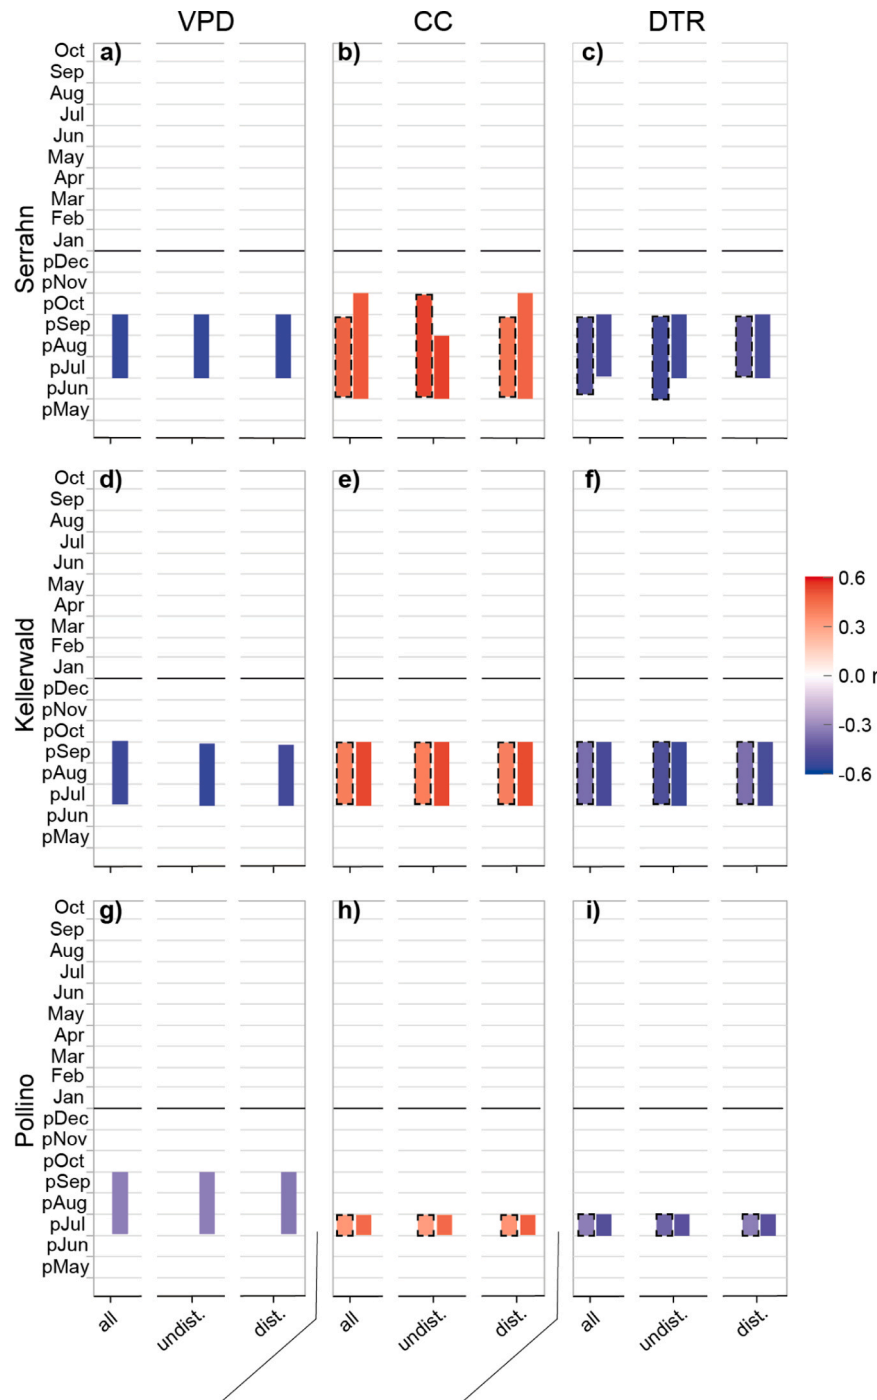 VPD CC DTR
Serrahn
a) b) c)
Oct
Sep
Aug
Jul
Jun
May
Apr
Mar
Feb
Jan
pDec
pNov
pOct
pSep
pAug
pJul
pJun
pMay
Kellerwald
d) e) f)
Oct
Sep
Aug
Jul
Jun
May
Apr
Mar
Feb
Jan
pDec
pNov
pOct
pSep
pAug
pJul
pJun
pMay
0.6
0.3
0.0 r
-0.3
-0.6
Pollino
g) h) i)
Oct
Sep
Aug
Jul
Jun
May
Apr
Mar
Feb
Jan
pDec
pNov
pOct
pSep
pAug
pJul
pJun
pMay
all undist. dist. all undist. dist. all undist. dist.